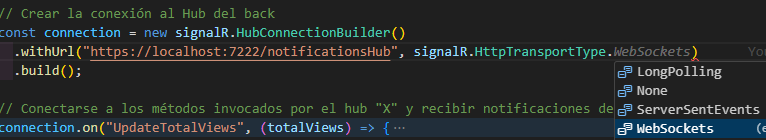 // Crear la conexión al Hub del back
const connection = new signalR.HubConnectionBuilder()
.withUrl("https://localhost:7222/notificationsHub", signalR.HttpTransportType.WebSockets)
.build();
LongPolling
None
ServerSentEvents
WebSockets
// Conectarse a los métodos invocados por el hub "X" y recibir notificaciones de
connection.on("UpdateTotalViews", (totalViews) => { ...